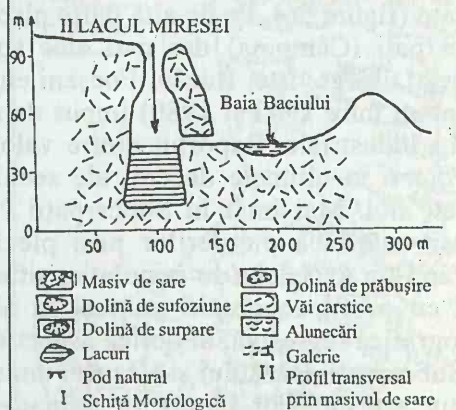 m
II LACUL MIRESEI
90
60
30
0
Baia Baciului
50 100 150 200 250 300 m
Masiv de sare
Dolină de sufoziune
Dolină de surpare
Lacuri
Pod natural
I Schiță Morfologică
Dolină de prăbușire
Văi carstice
Alunecări
Galerie
II Profil transversal
prin masivul de sare